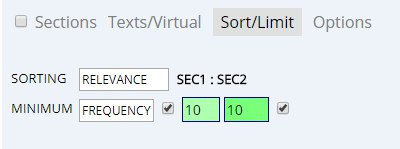 Sections Texts/Virtual Sort/Limit Options
SORTING RELEVANCE SEC1 : SEC2
MINIMUM FREQUENCY 10 10